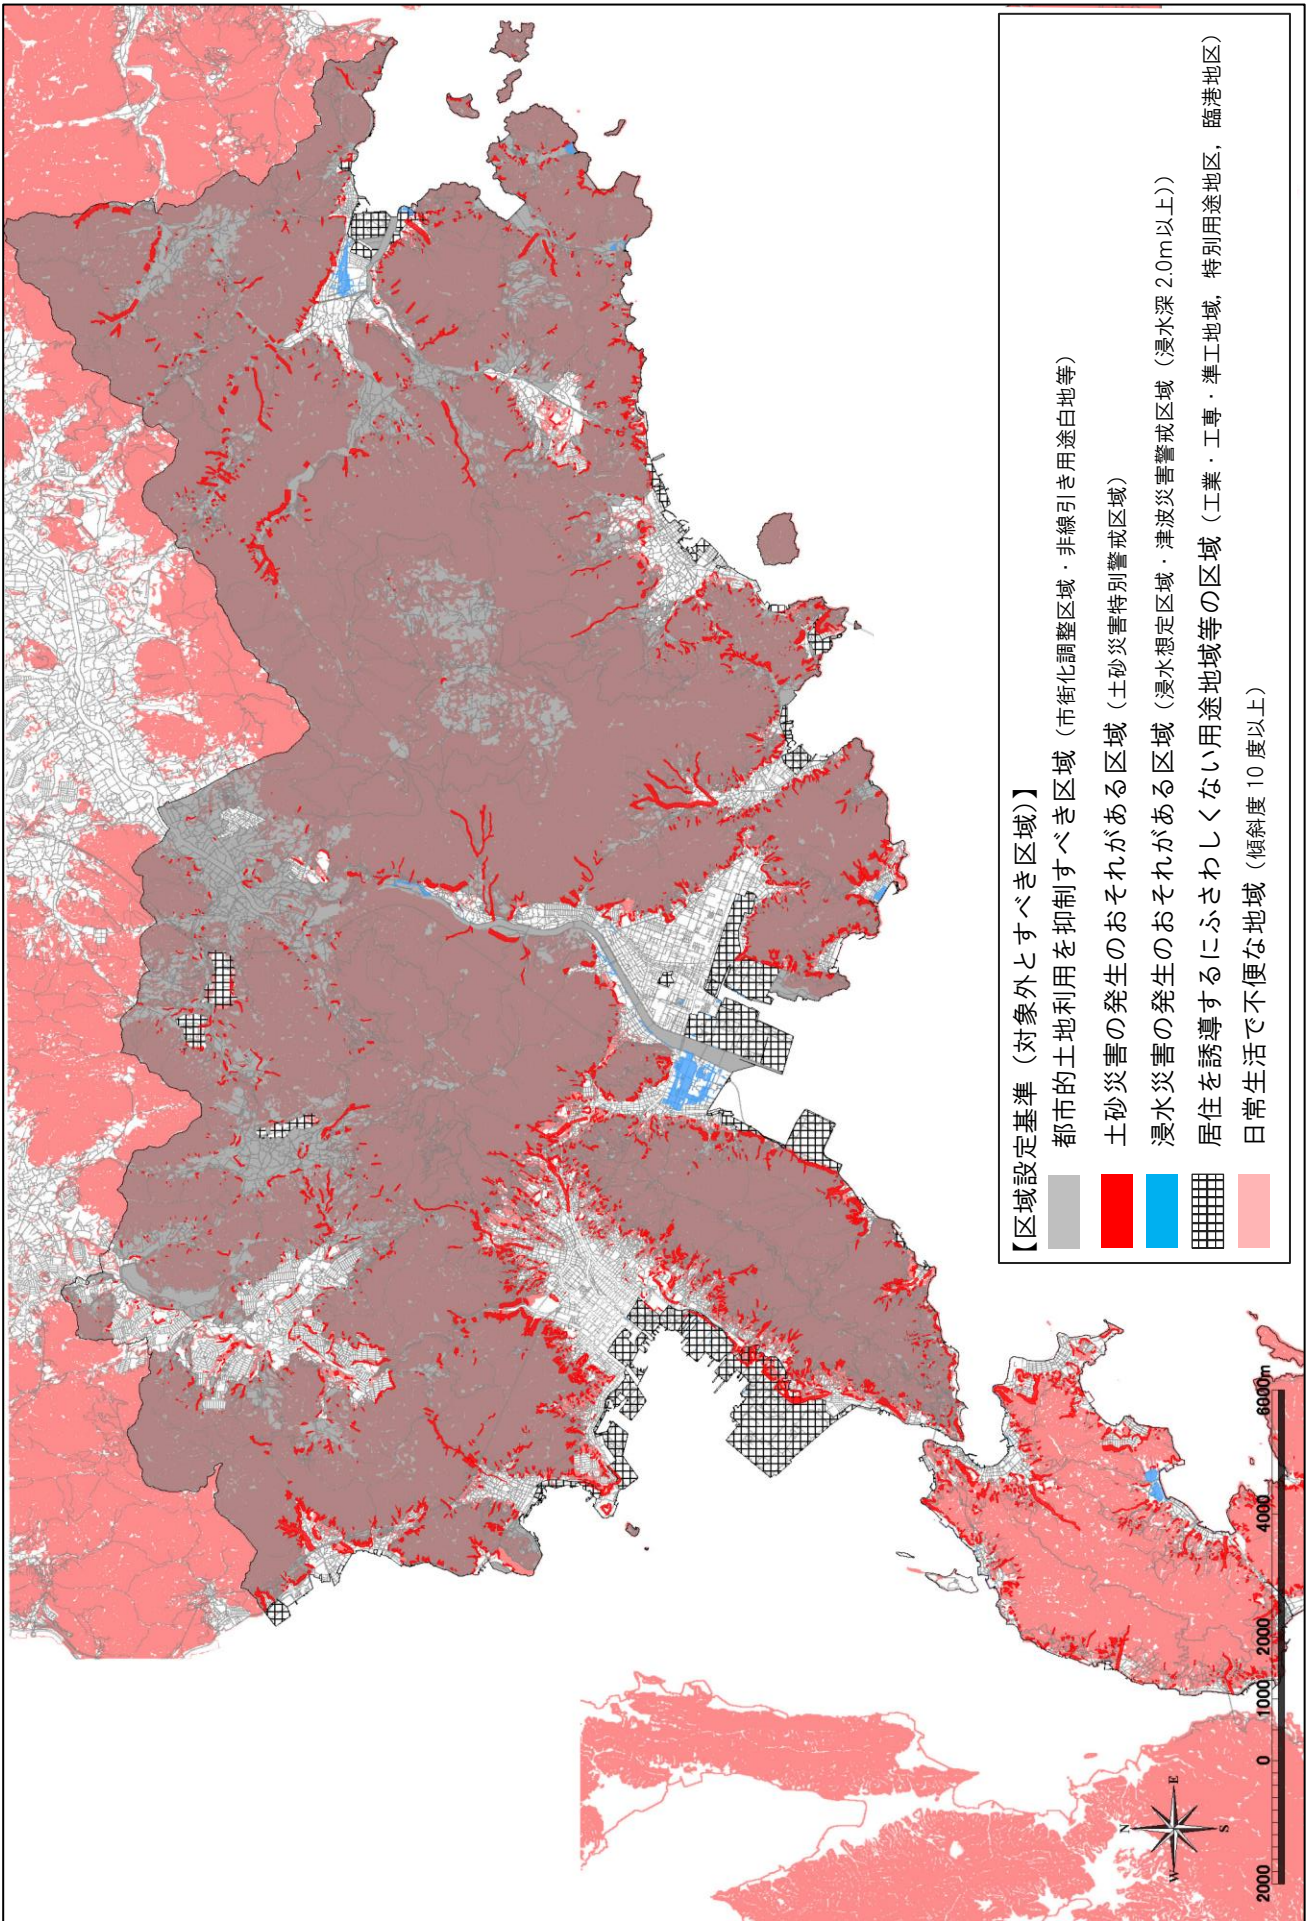 【区域設定基準（対象外とすべき区域）】
都市的土地利用を抑制すべき区域（市街化調整区域・非線引き用途白地等）
土砂災害の発生のおそれがある区域（土砂災害特別警戒区域）
浸水災害の発生のおそれがある区域（浸水想定区域・津波災害警戒区域（浸水深 2.0m以上））
居住を誘導するにふさわしくない用途地域等の区域（工業・工専・準工地域，特別用途地区，臨港地区）
日常生活で不便な地域（傾斜度 10 度以上）
N
W
E
S
2000 0 1000 2000 4000 6000m